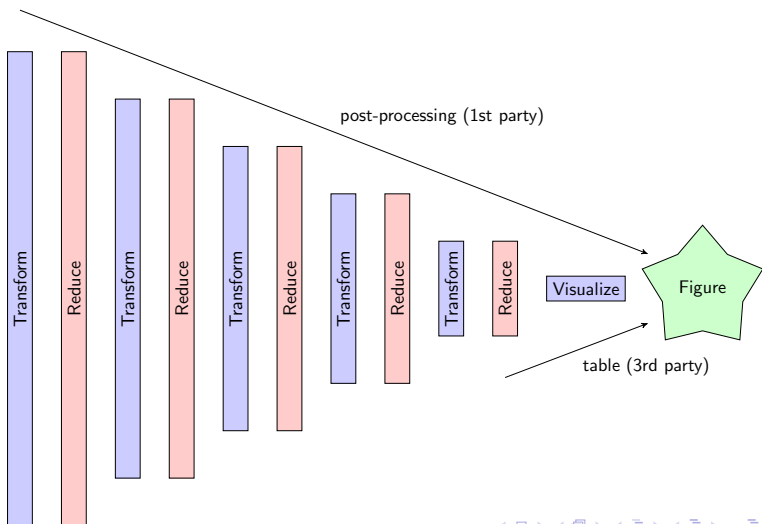 post-processing (1st party)
Transform
Reduce
Transform
Reduce
Transform
Reduce
Transform
Reduce
Transform
Reduce
Visualize
Figure
table (3rd party)